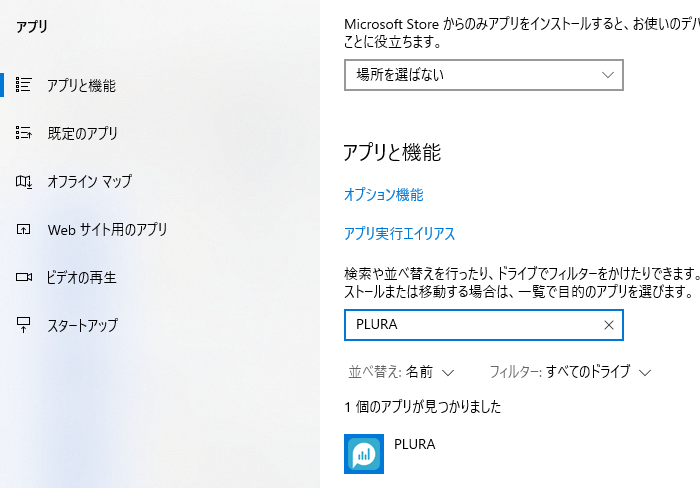 アプリ
アプリと機能
既定のアプリ
オフライン マップ
Web サイト用のアプリ
ビデオの再生
スタートアップ
Microsoft Store からのみアプリをインストールすると、お使いのデバ
ことに役立ちます。
場所を選ばない
アプリと機能
オプション機能
アプリ実行エイリアス
検索や並べ替えを行ったり、ドライブでフィルターをかけたりできます。
ストールまたは移動する場合は、一覧で目的のアプリを選びます。
PLURA
並べ替え: 名前 フィルター: すべてのドライブ
1 個のアプリが見つかりました
PLURA